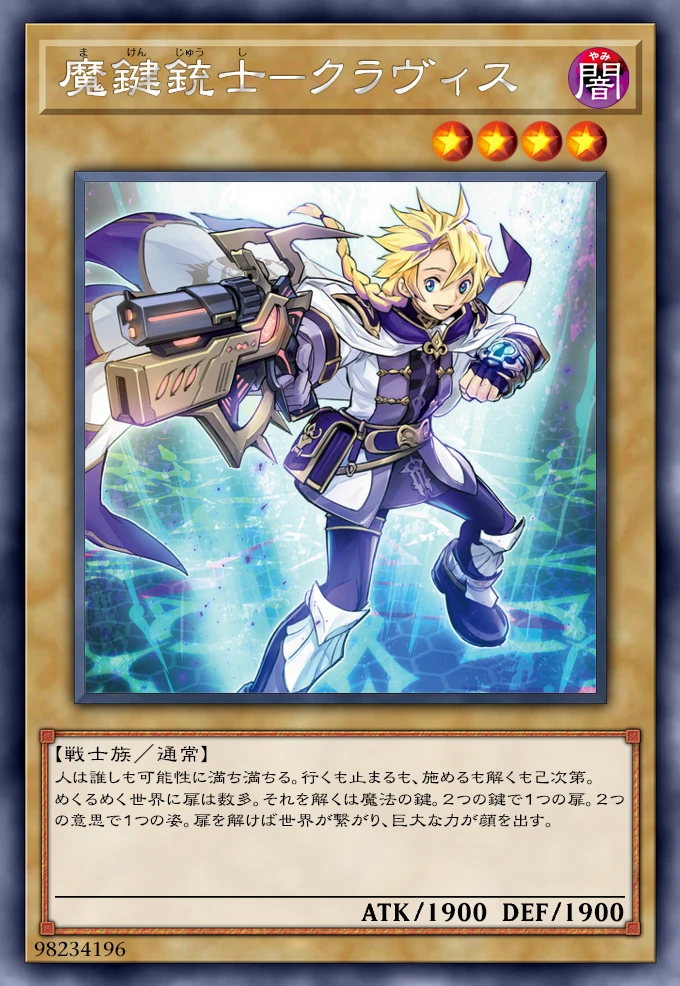 ま けん じゅう し
魔鍵銃士－クラヴィス
やみ
闇
【戦士族／通常】
人は誰しも可能性に満ち満ちる。行くも止まるも、施めるも解くも己次第。
めくるめく世界に扉は数多。それを解くは魔法の鍵。２つの鍵で１つの扉。２つ
の意思で１つの姿。扉を解けば世界が繋がり、巨大な力が顔を出す。
ATK/1900 DEF/1900
98234196